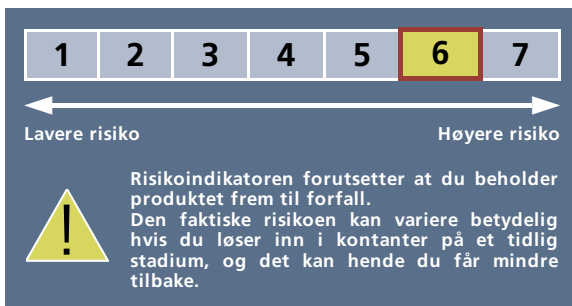 1 2 3 4 5 6 7
Lavere risiko Høyere risiko
Risikoindikatoren forutsetter at du beholder
produktet frem til forfall.
Den faktiske risikoen kan variere betydelig
hvis du løser inn i kontanter på et tidlig
stadium, og det kan hende du får mindre
tilbake.
!